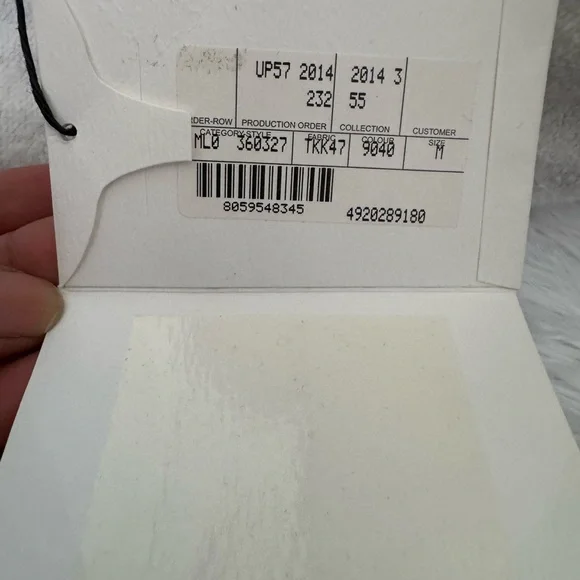 UP57 2014 2014 3
232 55
DER-ROW PRODUCTION ORDER COLLECTION CUSTOMER
CATEGORY-STYLE FABRIC COLOUR SIZE
ML0 360327 TKK47 9040 M
8059548345 4920289180